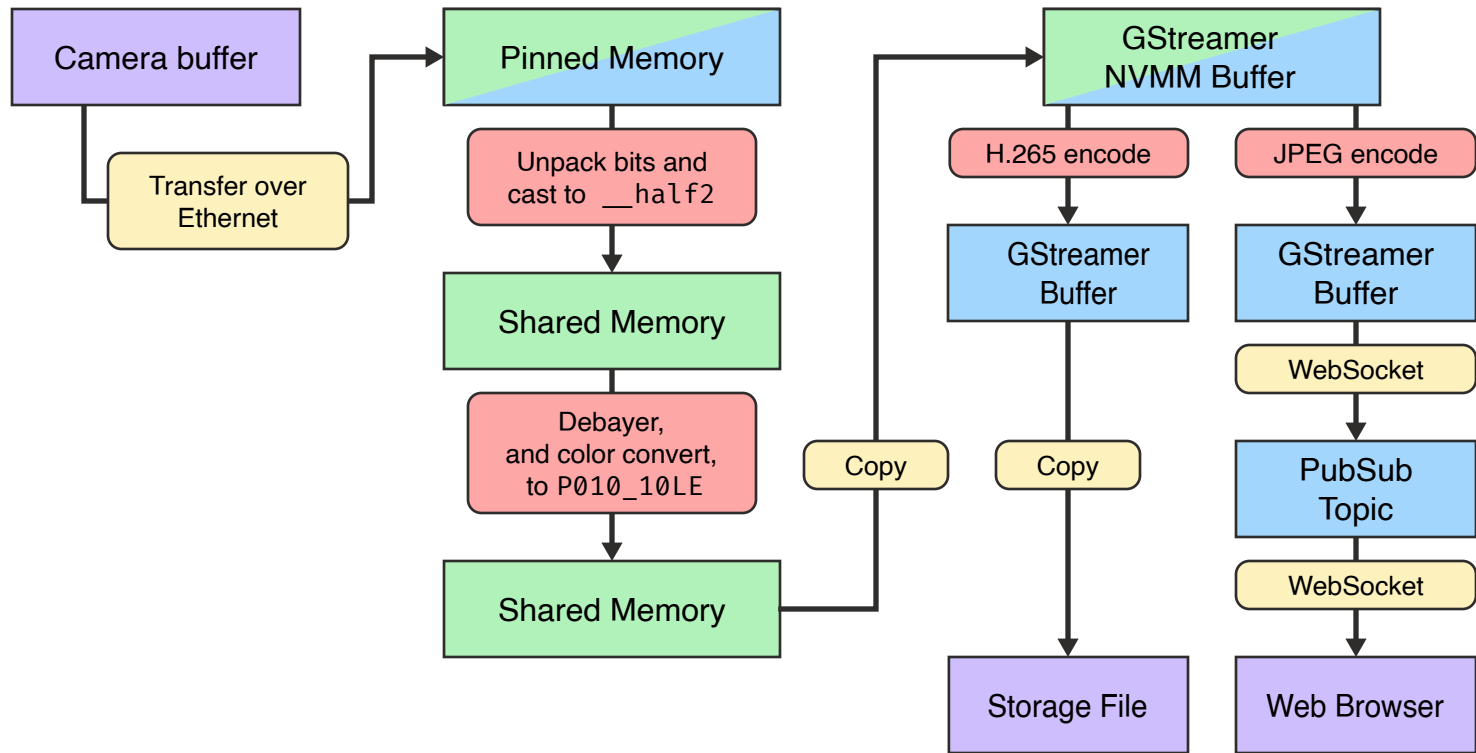 Camera buffer
Transfer over
Ethernet
Pinned Memory
Unpack bits and
cast to __half2
Shared Memory
Debayer,
and color convert,
to P010_10LE
Shared Memory
Copy
GStreamer
NVMM Buffer
H.265 encode
GStreamer
Buffer
Copy
Storage File
JPEG encode
GStreamer
Buffer
WebSocket
PubSub
Topic
WebSocket
Web Browser